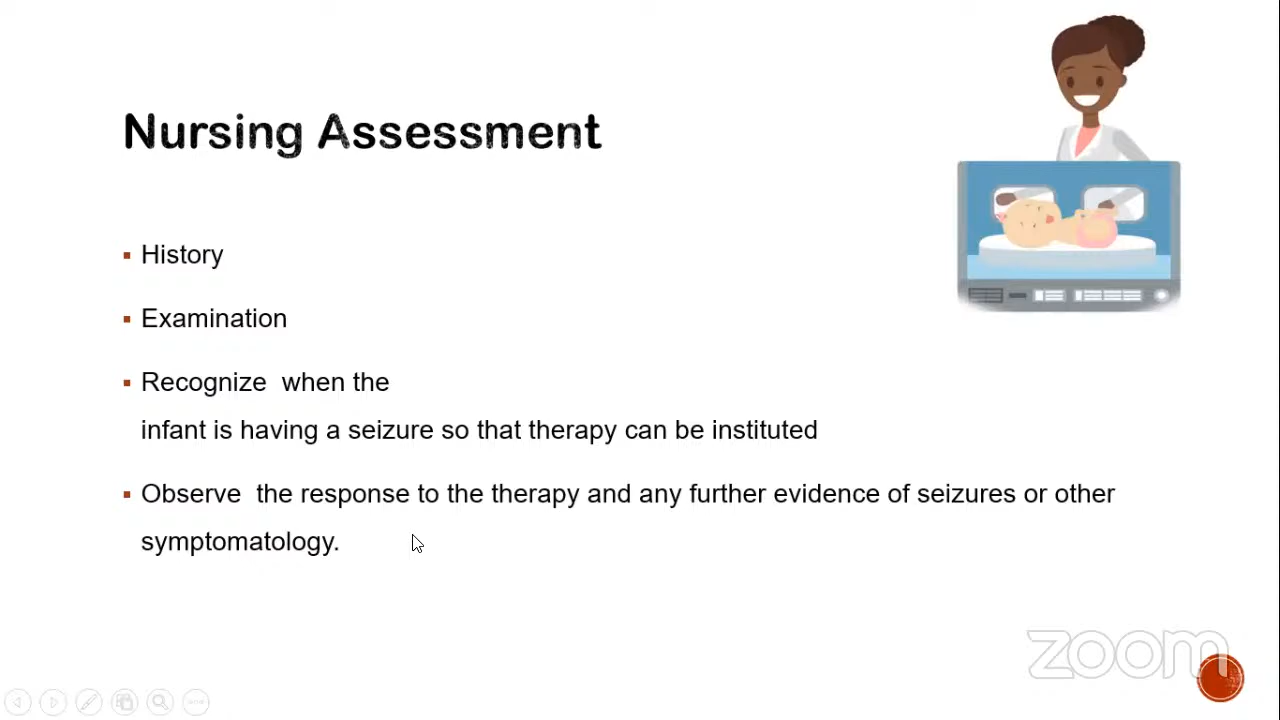 Nursing Assessment
History
Examination
Recognize  when the
infant is having a seizure so that therapy can be instituted
Observe  the response to the therapy and any further evidence of seizures or other
symptomatology.
zoom